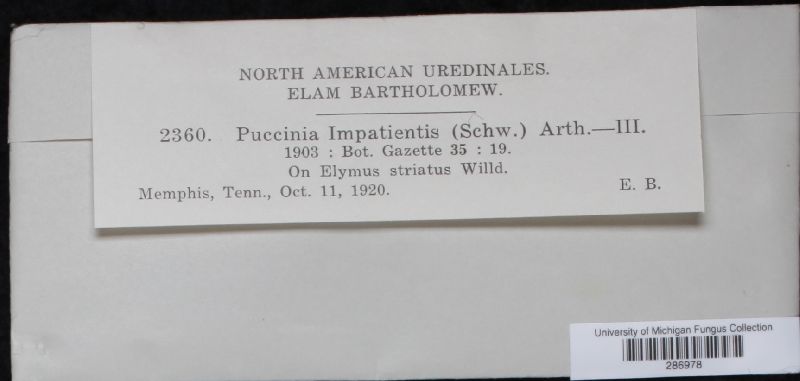 NORTH AMERICAN UREDINALES.
ELAM BARTHOLOMEW.
2360. Puccinia Impatientis (Schw.) Arth.—III.
1903 : Bot. Gazette 35 : 19.
On Elymus striatus Willd.
Memphis, Tenn., Oct. 11, 1920. E. B.
University of Michigan Fungus Collection
286978